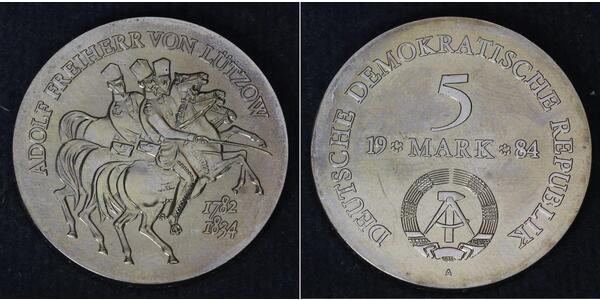 ADOLF FREIHERR VON LÜTZOW
1782
1834
DEUTSCHE DEMOKRATISCHE REPUBLIK
5
19 * MARK * 84
A